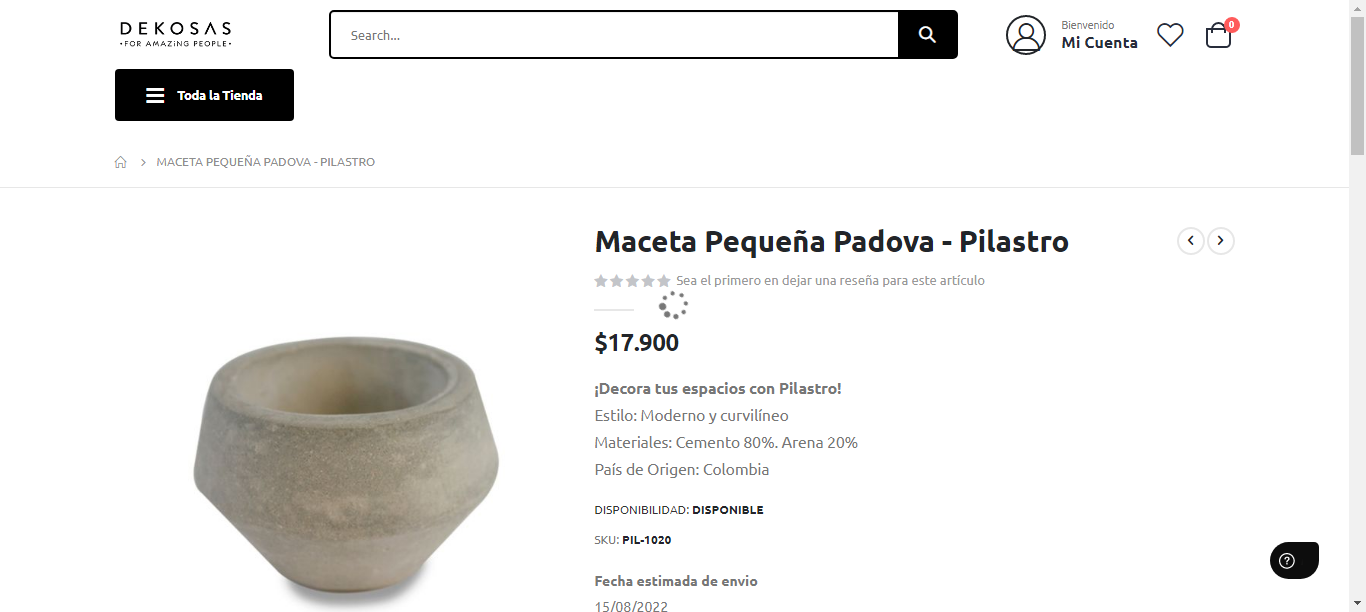 DEKOSAS
•FOR AMAZING PEOPLE•
Search...
Bienvenido
Mi Cuenta
0
Toda la Tienda
MACETA PEQUEÑA PADOVA - PILASTRO
Maceta Pequeña Padova - Pilastro
Sea el primero en dejar una reseña para este artículo
$17.900
¡Decora tus espacios con Pilastro!
Estilo: Moderno y curvilíneo
Materiales: Cemento 80%. Arena 20%
País de Origen: Colombia
DISPONIBILIDAD: DISPONIBLE
SKU: PIL-1020
Fecha estimada de envio
15/08/2022